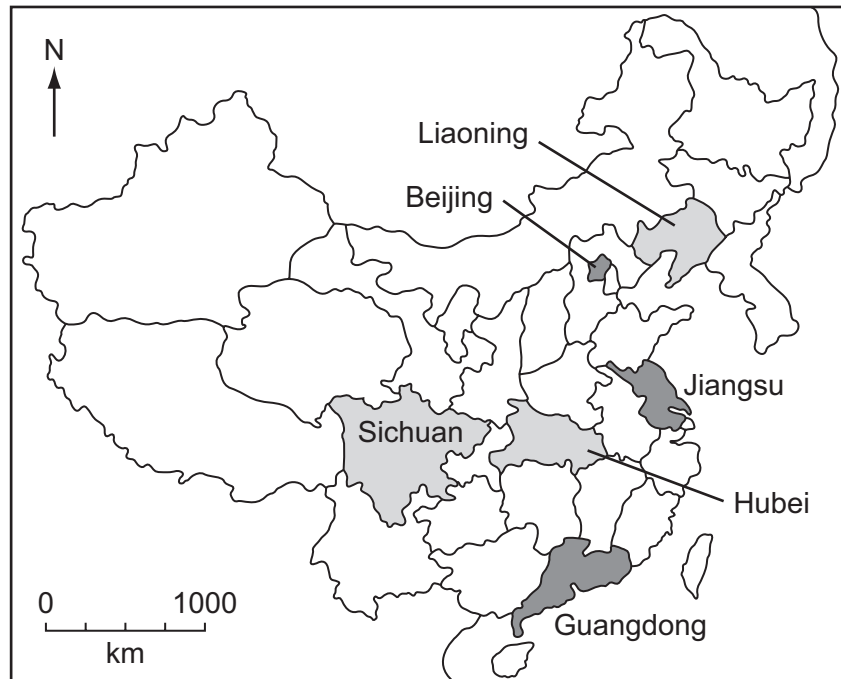 N
Liaoning
Beijing
Jiangsu
Sichuan
Hubei
0 1000
km
Guangdong